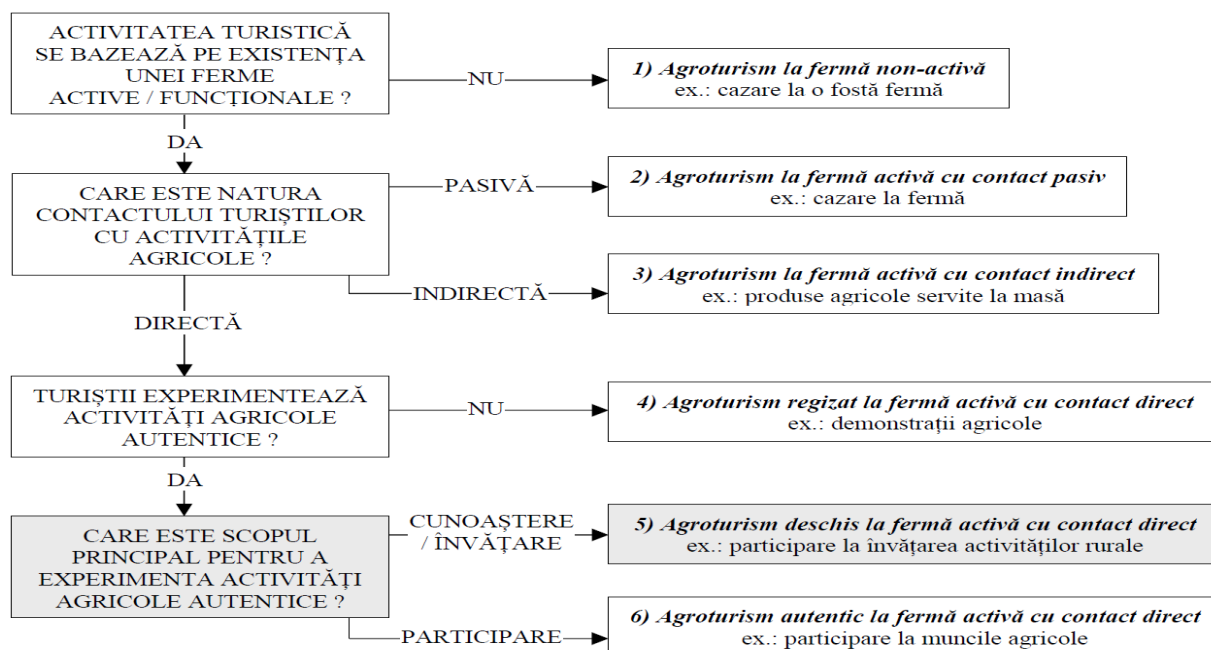 ACTIVITATEA TURISTICĂ
SE BAZEAZĂ PE EXISTENȚA
UNEI FERME
ACTIVE / FUNCȚIONALE ?
NU
1) Agroturism la fermă non-activă
ex.: cazare la o fostă fermă
DA
CARE ESTE NATURA
CONTACTULUI TURIȘTILOR
CU ACTIVITĂȚILE
AGRICOLE ?
PASIVĂ
2) Agroturism la fermă activă cu contact pasiv
ex.: cazare la fermă
INDIRECTĂ
3) Agroturism la fermă activă cu contact indirect
ex.: produse agricole servite la masă
DIRECTĂ
TURIȘTII EXPERIMENTEAZĂ
ACTIVITĂȚI AGRICOLE
AUTENTICE ?
NU
4) Agroturism regizat la fermă activă cu contact direct
ex.: demonstrații agricole
DA
CARE ESTE SCOPUL
PRINCIPAL PENTRU A
EXPERIMENTA ACTIVITĂȚI
AGRICOLE AUTENTICE ?
CUNOAȘTERE
/ ÎNVĂȚARE
5) Agroturism deschis la fermă activă cu contact direct
ex.: participare la învățarea activităților rurale
PARTICIPARE
6) Agroturism autentic la fermă activă cu contact direct
ex.: participare la muncile agricole